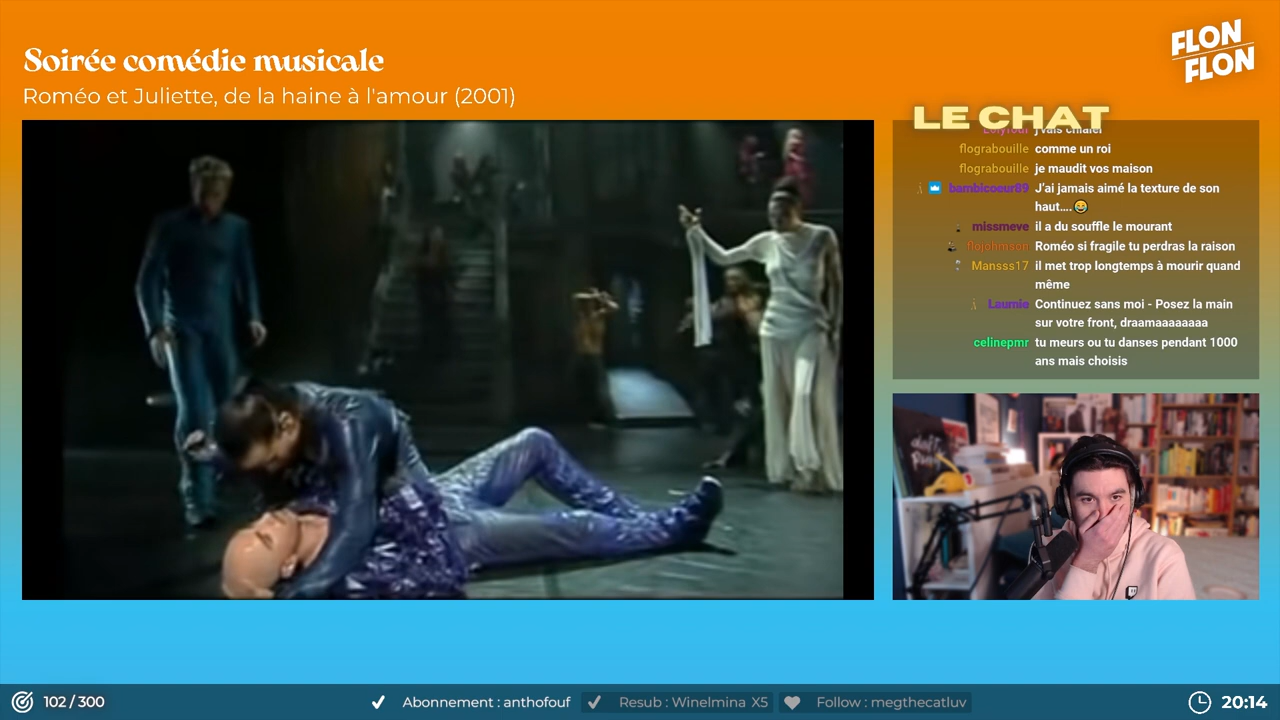 Soirée comédie musicale
Roméo et Juliette, de la haine à l'amour (2001)
FLON
FLON
LE CHAT
j'vais chialer
flograbouille comme un roi
flograbouille je maudit vos maison
bambicoeur89 J'ai jamais aimé la texture de son
haut....😅
missmeve il a du souffle le mourant
flojohnson Roméo si fragile tu perdras la raison
Mansss17 il met trop longtemps à mourir quand
même
Laurnie Continuez sans moi - Posez la main
sur votre front, draamaaaaaaaa
celinepmr tu meurs ou tu danses pendant 1000
ans mais choisis
102 / 300
Abonnement : anthofouf
Resub : Winelmina X5
Follow : megthecatluv
20:14